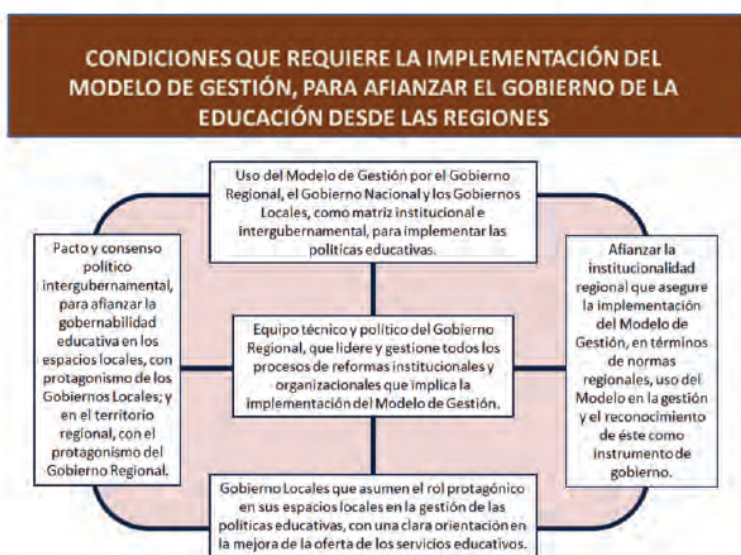 CONDICIONES QUE REQUIERE LA IMPLEMENTACIÓN DEL
MODELO DE GESTIÓN, PARA AFIANZAR EL GOBIERNO DE LA
EDUCACIÓN DESDE LAS REGIONES
Uso del Modelo de Gestión por el Gobierno
Regional, el Gobierno Nacional y los Gobiernos
Locales, como matriz institucional e
intergubernamental, para implementar las
políticas educativas.
Pacto y consenso
político
intergubernamental,
para afianzar la
gobernabilidad
educativa en los
espacios locales, con
protagonismo de los
Gobiernos Locales; y
en el territorio
regional, con el
protagonismo del
Gobierno Regional.
Equipo técnico y político del Gobierno
Regional, que lidere y gestione todos los
procesos de reformas institucionales y
organizacionales que implica la
implementación del Modelo de Gestión.
Afianzar la
institucionalidad
regional que asegure
la implementación
del Modelo de
Gestión, en términos
de normas
regionales, uso del
Modelo en la gestión
y el reconocimiento
de éste como
instrumento de
gobierno.
Gobierno Locales que asumen el rol protagónico
en sus espacios locales en la gestión de las
políticas educativas, con una clara orientación en
la mejora de la oferta de los servicios educativos.